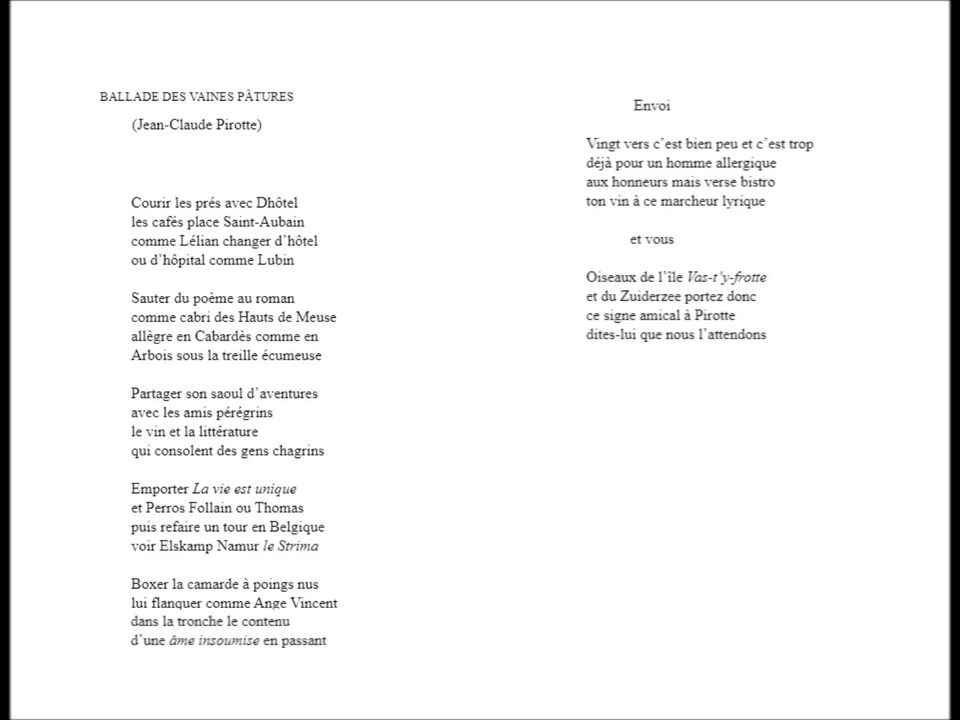 BALLADE DES VAINES PÂTURES
(Jean-Claude Pirotte)
Courir les prés avec Dhôtel
les cafés place Saint-Aubain
comme Lélian changer d'hôtel
ou d'hôpital comme Lubin
Sauter du poème au roman
comme cabri des Hauts de Meuse
allègre en Cabardès comme en
Arbois sous la treille écumeuse
Partager son saoul d'aventures
avec les amis pérégrins
le vin et la littérature
qui consolent des gens chagrins
Emporter La vie est unique
et Perros Follain ou Thomas
puis refaire un tour en Belgique
voir Elskamp Namur le Strima
Boxer la camarde à poings nus
lui flanquer comme Ange Vincent
dans la tronche le contenu
d'une âme insoumise en passant
Envoi
Vingt vers c'est bien peu et c'est trop
déjà pour un homme allergique
aux honneurs mais verse bistro
ton vin à ce marcheur lyrique
et vous
Oiseaux de l'île Vas-t'y-frotte
et du Zuiderzee portez donc
ce signe amical à Pirotte
dites-lui que nous l'attendons